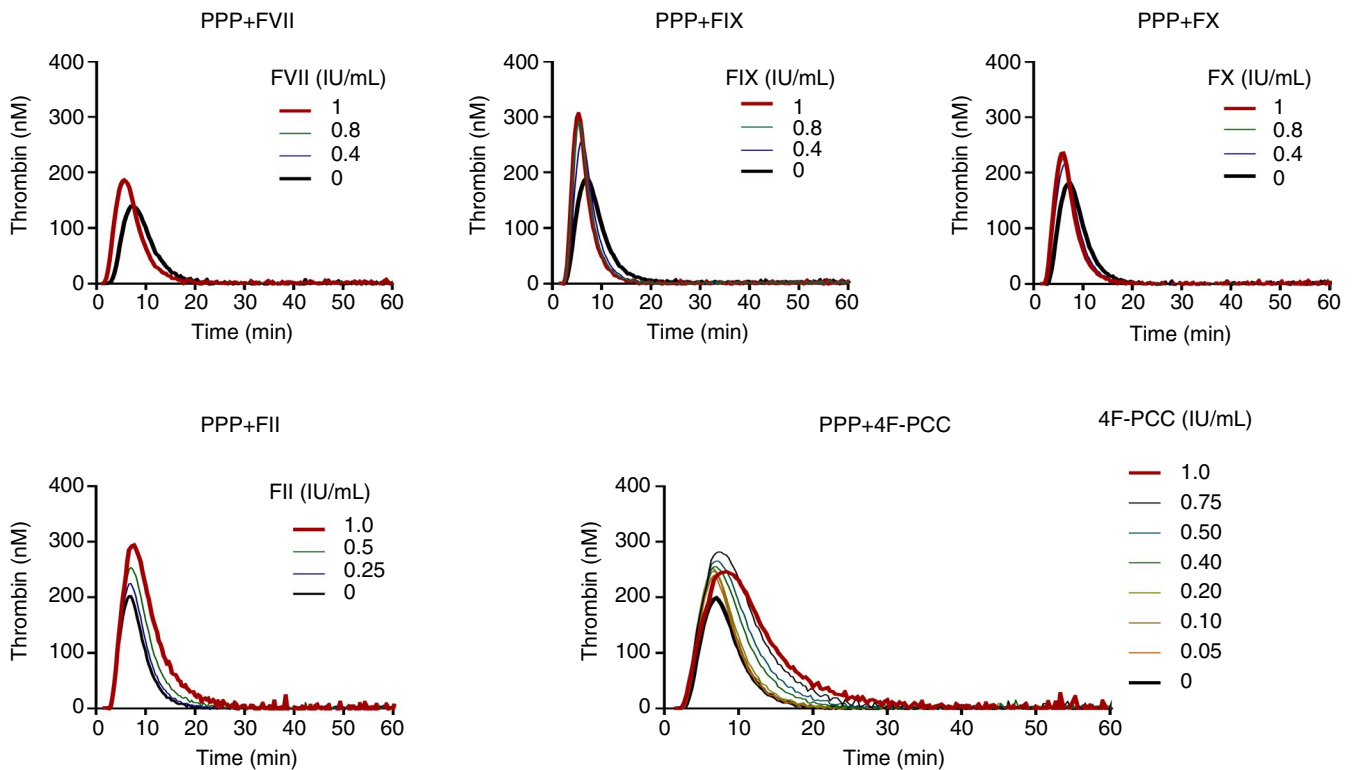 PPP+FVII
400
300
200
100
0
Thrombin (nM)
FVII (IU/mL)
1
0.8
0.4
0
0 10 20 30 40 50 60
Time (min)
PPP+FIX
400
300
200
100
0
Thrombin (nM)
FIX (IU/mL)
1
0.8
0.4
0
0 10 20 30 40 50 60
Time (min)
PPP+FX
400
300
200
100
0
Thrombin (nM)
FX (IU/mL)
1
0.8
0.4
0
0 10 20 30 40 50 60
Time (min)
PPP+FII
400
300
200
100
0
Thrombin (nM)
FII (IU/mL)
1.0
0.5
0.25
0
0 10 20 30 40 50 60
Time (min)
PPP+4F-PCC
400
300
200
100
0
Thrombin (nM)
0 10 20 30 40 50 60
Time (min)
4F-PCC (IU/mL)
1.0
0.75
0.50
0.40
0.20
0.10
0.05
0